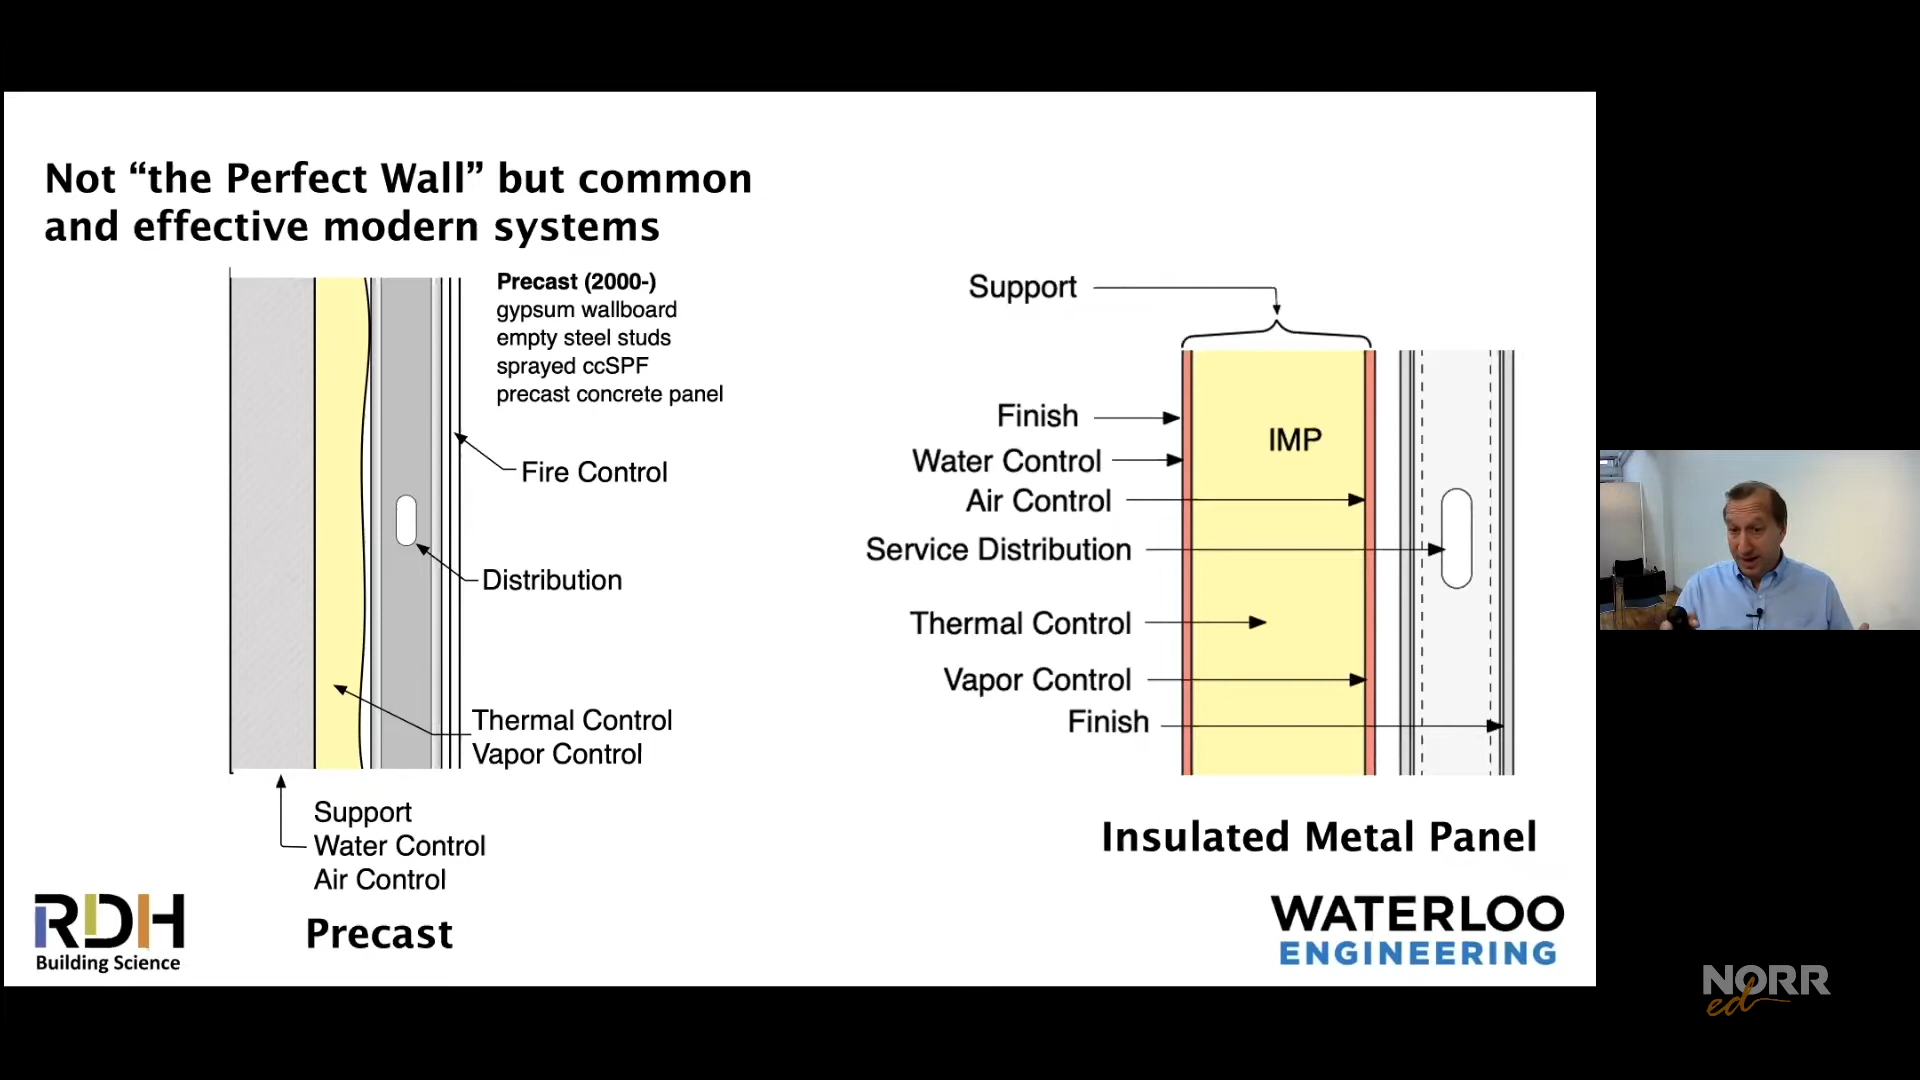 Not “the Perfect Wall” but common
and effective modern systems
Precast (2000-)
gypsum wallboard
empty steel studs
sprayed ccSPF
precast concrete panel
Fire Control
Distribution
Thermal Control
Vapor Control
Support
Water Control
Air Control
Precast
Support
Finish
Water Control
Air Control
Service Distribution
Thermal Control
Vapor Control
Finish
IMP
Insulated Metal Panel
RDH
Building Science
WATERLOO
ENGINEERING
NORR
ed